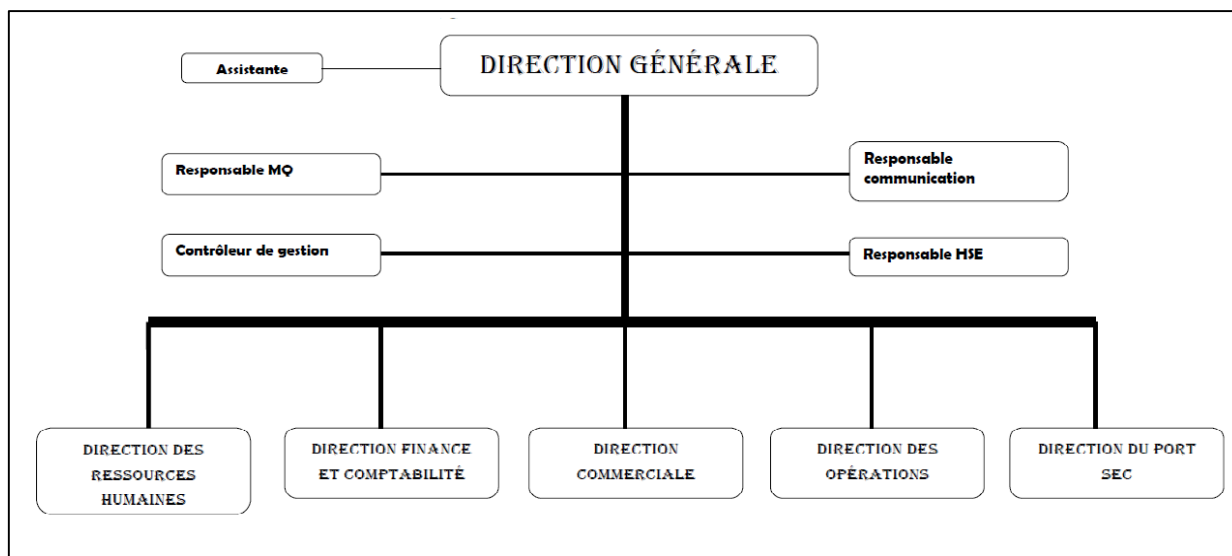 DIRECTION GÉNÉRALE
Assistante
Responsable MQ
Responsable
communication
Contrôleur de gestion
Responsable HSE
DIRECTION DES
RESSOURCES
HUMAINES
DIRECTION FINANCE
ET COMPTABILITÉ
DIRECTION
COMMERCIALE
DIRECTION DES
OPÉRATIONS
DIRECTION DU PORT
SEC